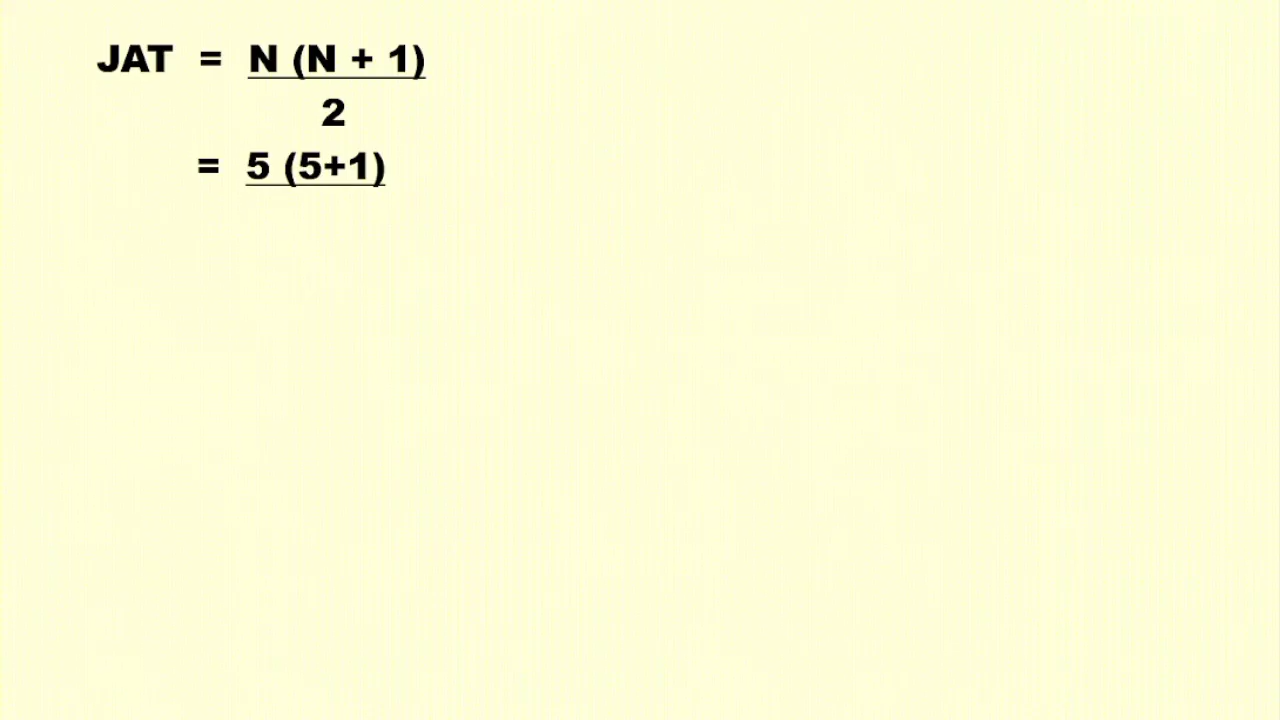 JAT = N (N + 1)
2
= 5 (5+1)